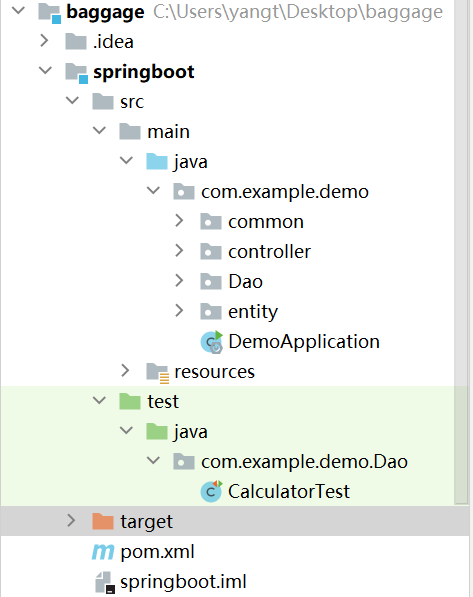 baggage C:\Users\yangt\Desktop\baggage
.idea
springboot
src
main
java
com.example.demo
common
controller
Dao
entity
DemoApplication
resources
test
java
com.example.demo.Dao
CalculatorTest
target
pom.xml
springboot.iml